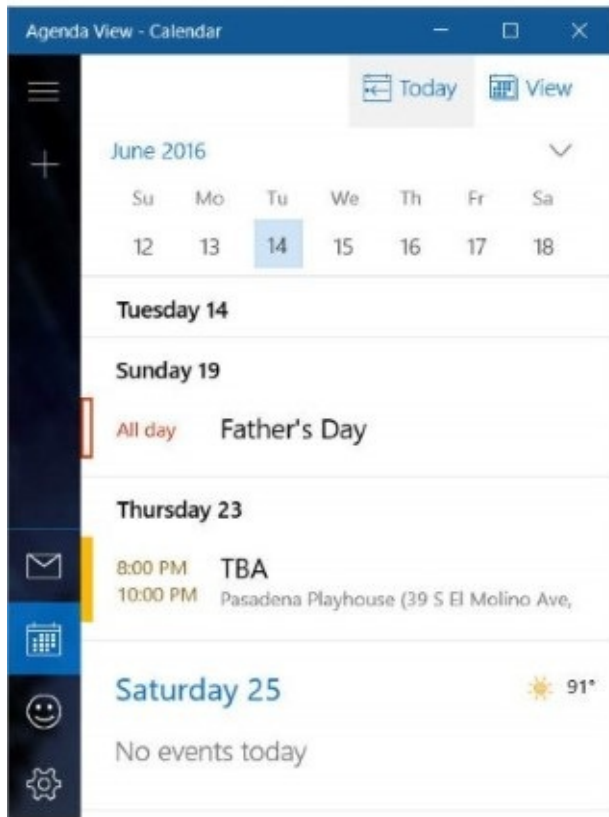 Agenda View - Calendar
Today View
June 2016
Su Mo Tu We Th Fr Sa
12 13 14 15 16 17 18
Tuesday 14
Sunday 19
All day Father's Day
Thursday 23
8:00 PM TBA
10:00 PM Pasadena Playhouse (39 S El Molino Ave,
Saturday 25 91°
No events today